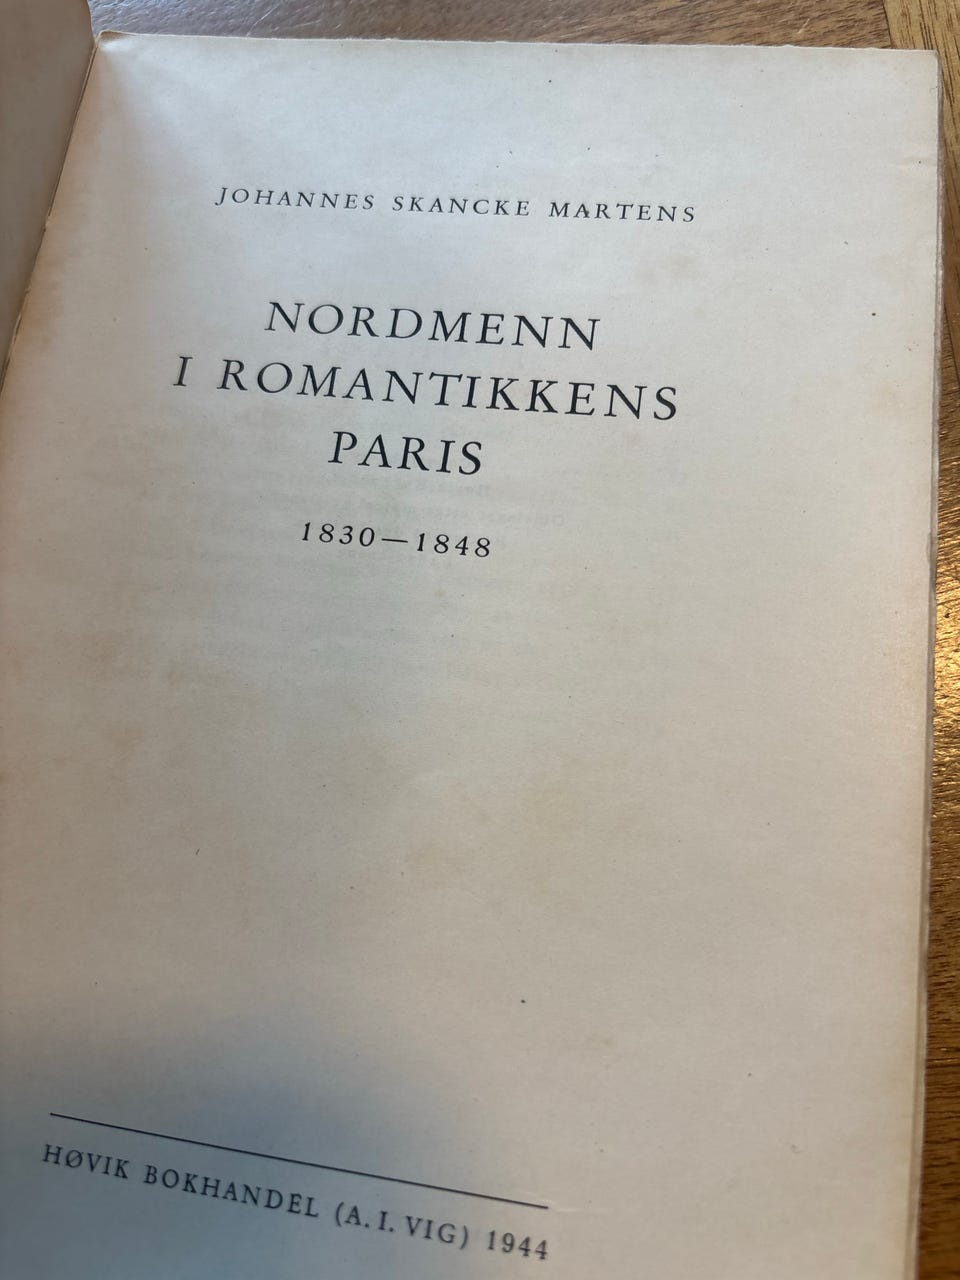 JOHANNES SKANCKE MARTENS
NORDMENN
I ROMANTIKKENS
PARIS
1830—1848
HØVIK BOKHANDEL (A. I. VIG) 1944